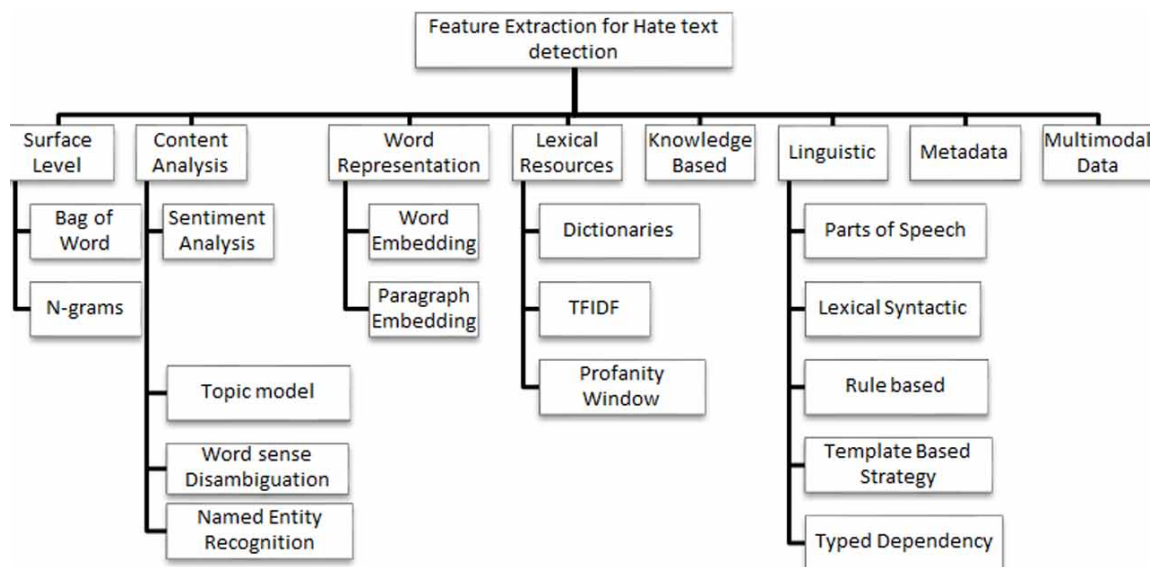 Feature Extraction for Hate text
detection
Surface
Level
Content
Analysis
Word
Representation
Lexical
Resources
Knowledge
Based
Linguistic
Metadata
Multimodal
Data
Bag of
Word
N-grams
Sentiment
Analysis
Topic model
Word sense
Disambiguation
Named Entity
Recognition
Word
Embedding
Paragraph
Embedding
Dictionaries
TFIDF
Profanity
Window
Parts of Speech
Lexical Syntactic
Rule based
Template Based
Strategy
Typed Dependency